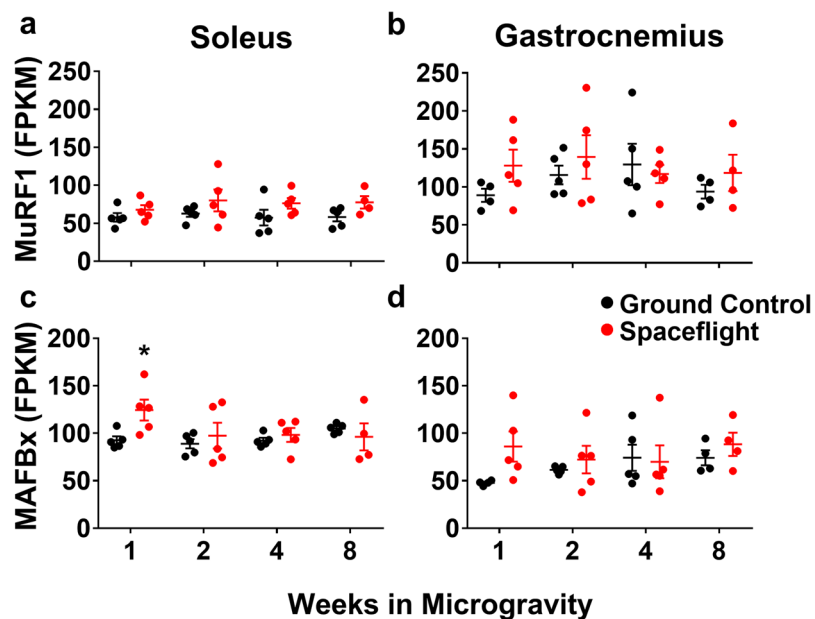 a
Soleus
MuRF1 (FPKM)
250
200
150
100
50
0
b
Gastrocnemius
250
200
150
100
50
0
c
MAFBx (FPKM)
200
150
100
50
0
*
1
2
4
8
d
Ground Control
Spaceflight
200
150
100
50
0
1
2
4
8
Weeks in Microgravity